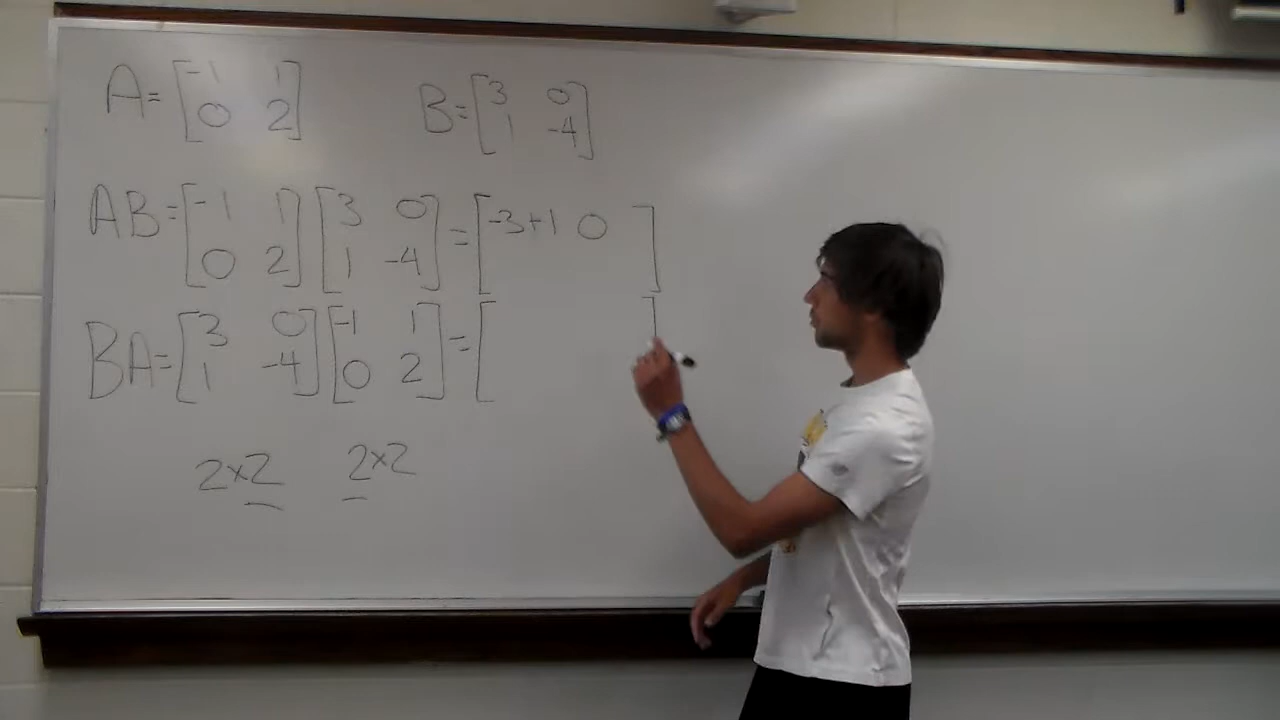 A = [-1 1 B = [3 0
0 2] 1 -4]
AB = [-1 1 [3 0 = [-3+1 0
0 2] 1 -4] ]
BA = [3 0 [-1 1 = [
1 -4] 0 2] ]
2x2 2x2